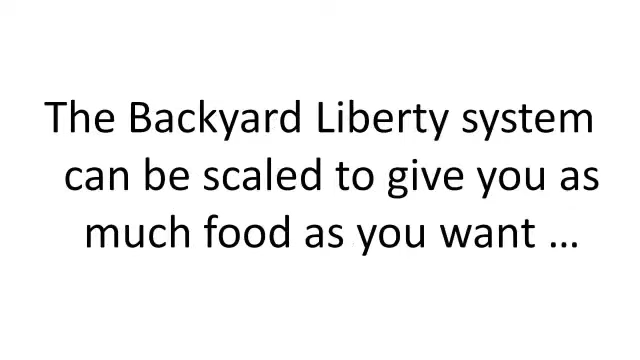 The Backyard Liberty system
can be scaled to give you as
much food as you want ...